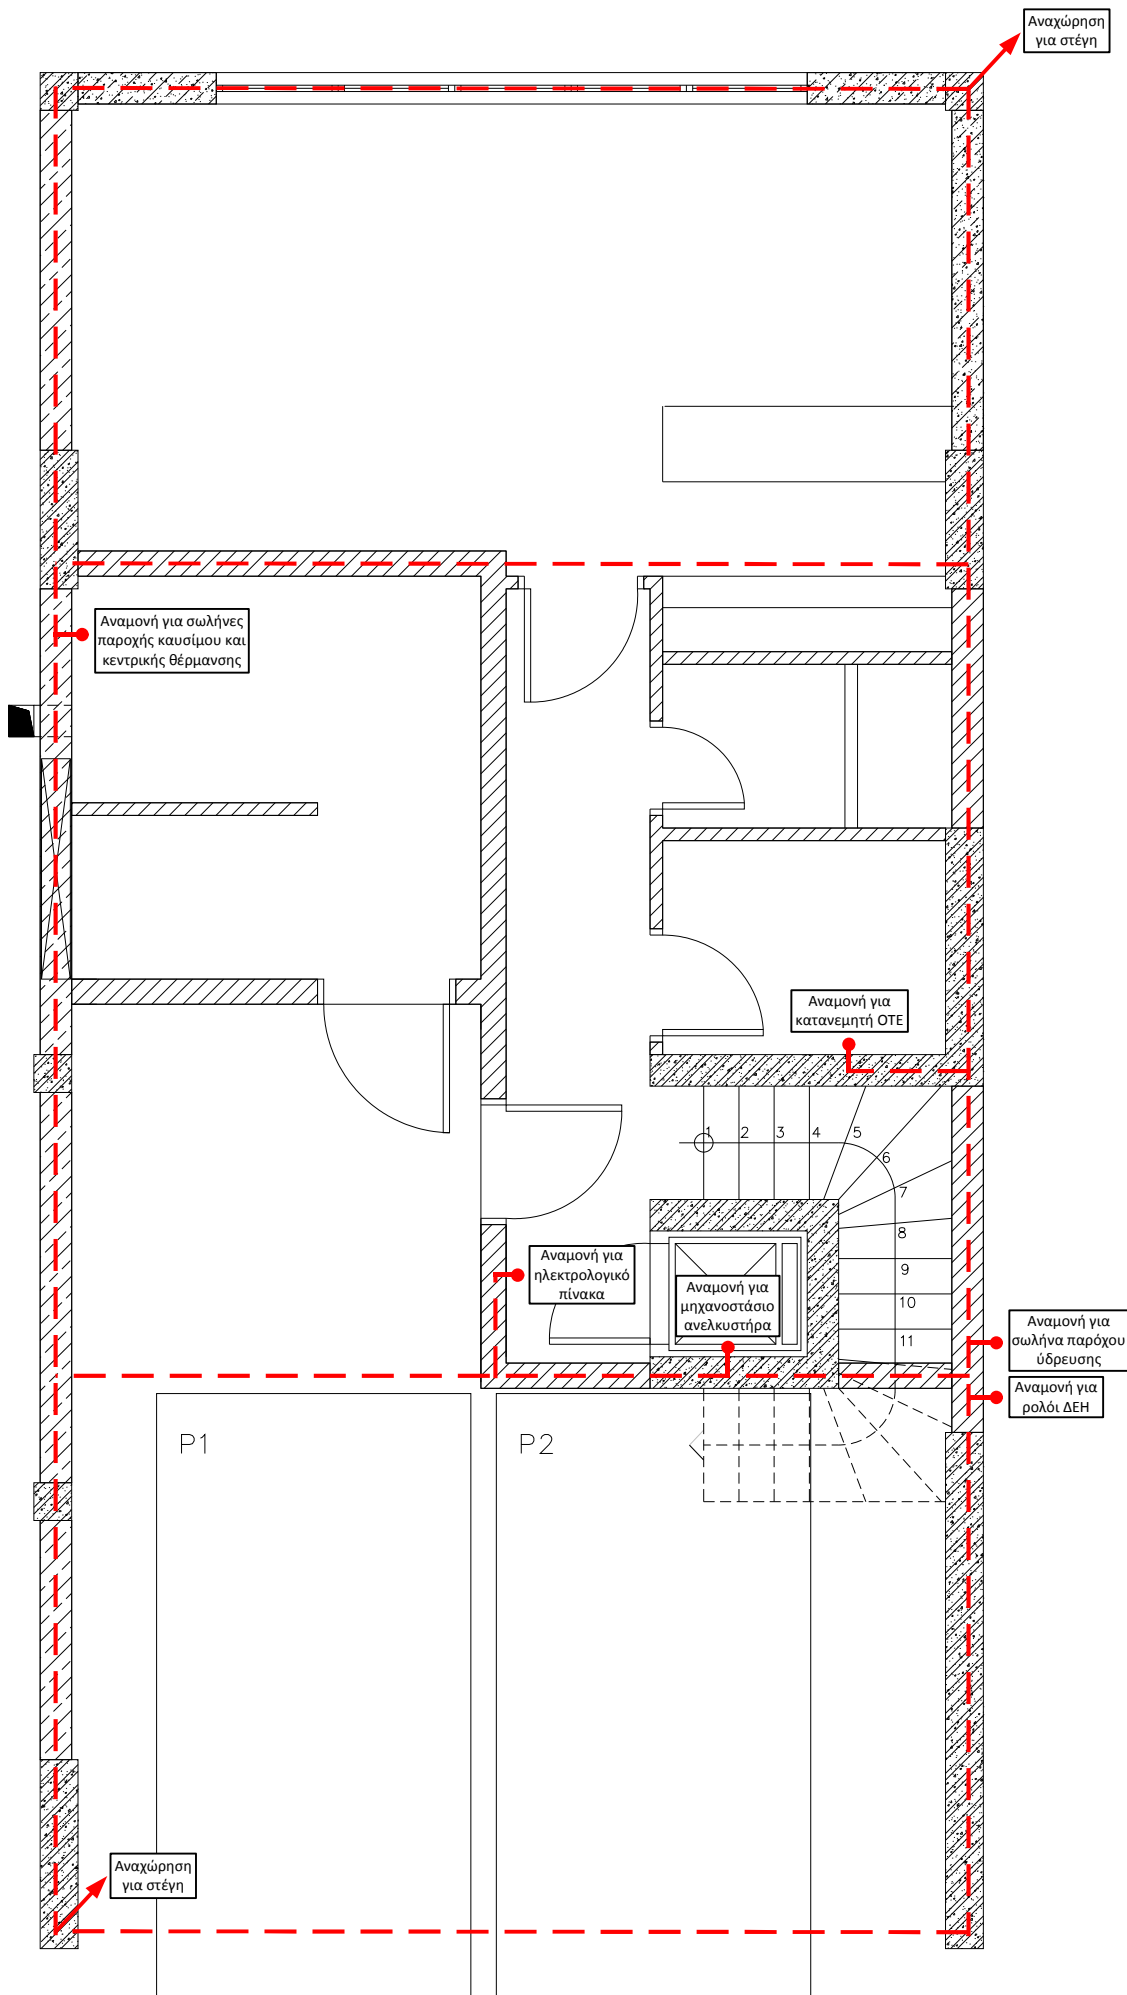 Αναχώρηση
για στέγη
Αναμονή για σωλήνες
παροχής καυσίμου και
κεντρικής θέρμανσης
Αναμονή για
κατανεμητή ΟΤΕ
1
2
3
4
5
6
7
8
9
10
11
Αναμονή για
ηλεκτρολογικό
πίνακα
Αναμονή για
μηχανοστάσιο
ανελκυστήρα
Αναμονή για
σωλήνα παρόχου
ύδρευσης
Αναμονή για
ρολόι ΔΕΗ
P1
P2
Αναχώρηση
για στέγη